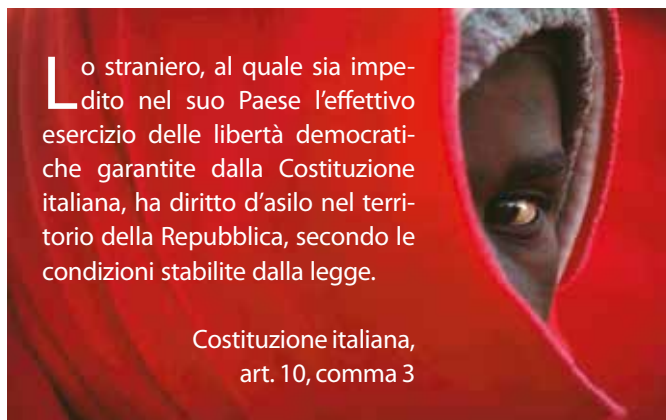 Lo straniero, al quale sia impe-
dito nel suo Paese l'effettivo
esercizio delle libertà democrati-
che garantite dalla Costituzione
italiana, ha diritto d'asilo nel terri-
torio della Repubblica, secondo le
condizioni stabilite dalla legge.
Costituzione italiana,
art. 10, comma 3